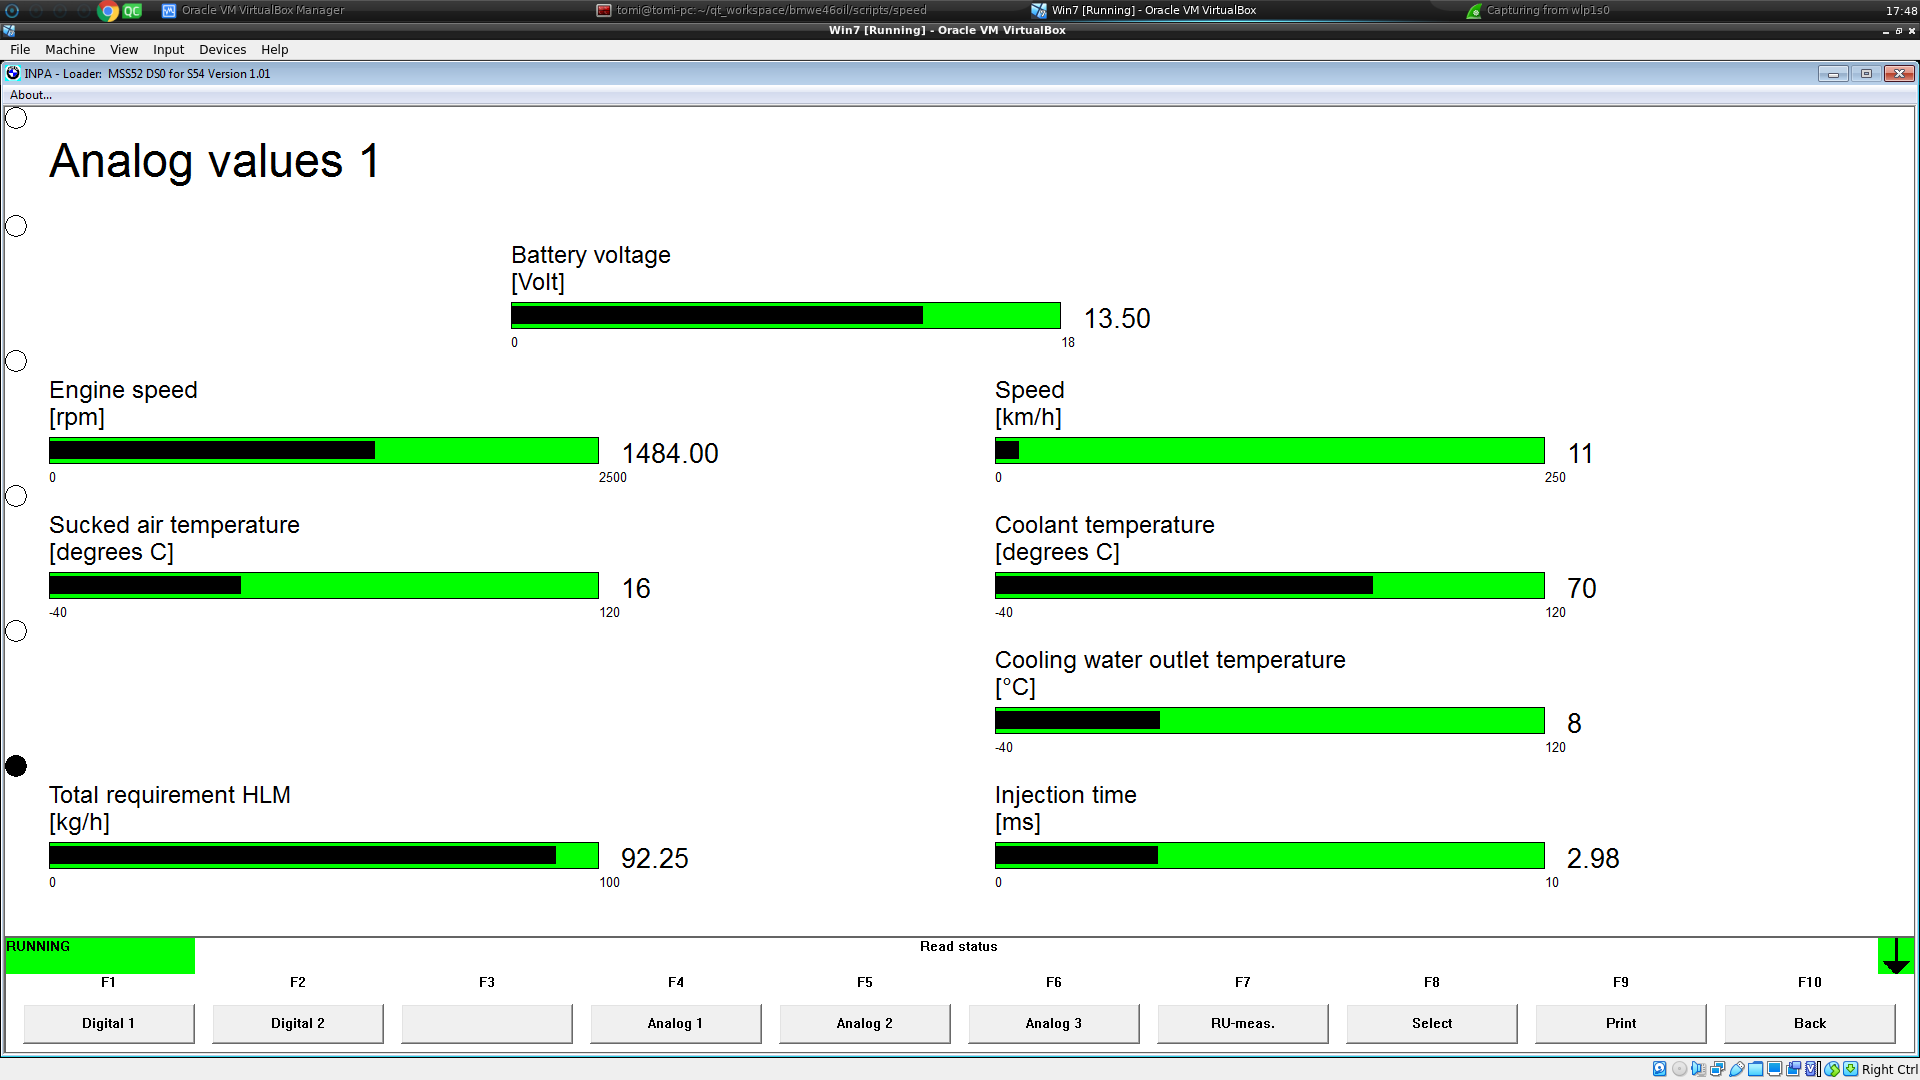 QC
Oracle VM VirtualBox Manager
tomi@tomi-pc:~/qt_workspace/bmwe46oil/scripts/speed
Win7 [Running] - Oracle VM VirtualBox
Capturing from wlp1s0
17:48
Win7 [Running] - Oracle VM VirtualBox
File Machine View Input Devices Help
INPA - Loader: MSS52 DS0 for S54 Version 1.01
About...
Analog values 1
Battery voltage
[Volt]
13.50
0 18
Engine speed
[rpm]
1484.00
0 2500
Speed
[km/h]
11
0 250
Sucked air temperature
[degrees C]
16
-40 120
Coolant temperature
[degrees C]
70
-40 120
Cooling water outlet temperature
[°C]
8
-40 120
Total requirement HLM
[kg/h]
92.25
0 100
Injection time
[ms]
2.98
0 10
RUNNING
Read status
F1 F2 F3 F4 F5 F6 F7 F8 F9 F10
Digital 1 Digital 2 Analog 1 Analog 2 Analog 3 RU-meas. Select Print Back
Right Ctrl